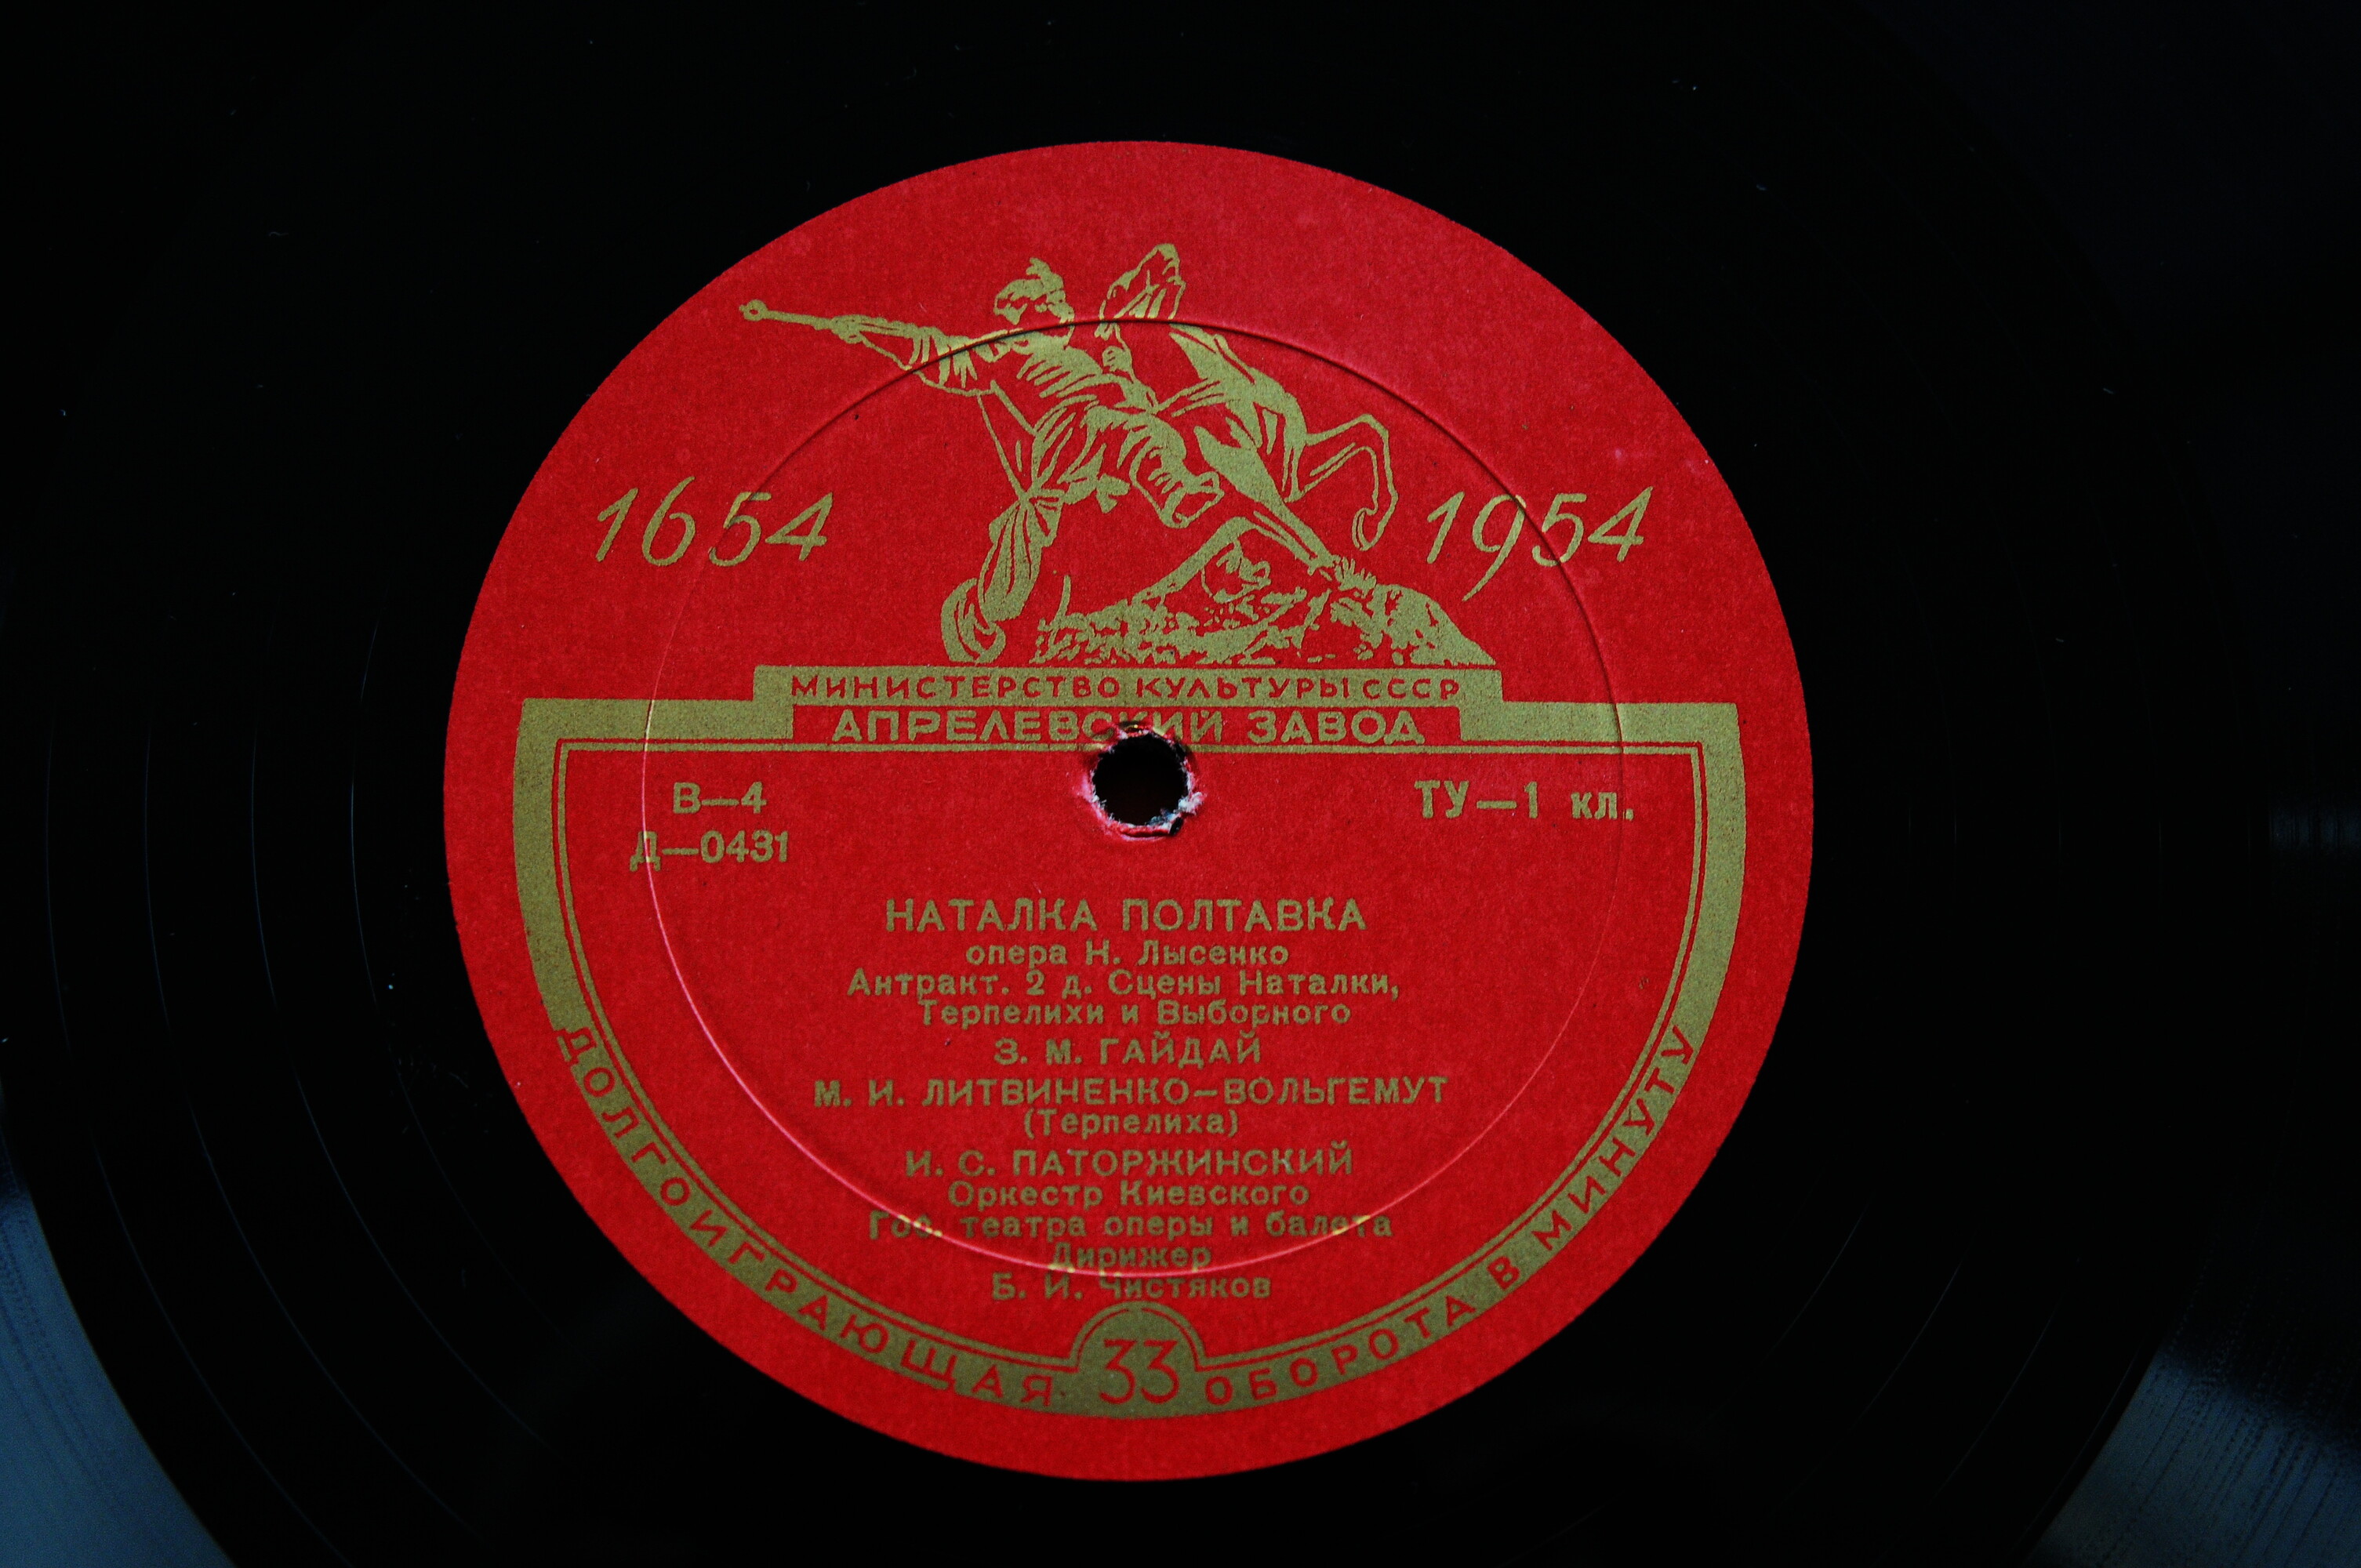 1654 1954
МИНИСТЕРСТВО КУЛЬТУРЫ СССР
АПРЕЛЕВСКИЙ ЗАВОД
В—4 ТУ—1 кл.
Д—0431
НАТАЛКА ПОЛТАВКА
опера Н. Лысенко
Антракт. 2 д. Сцены Наталки,
Терпелихи и Выборного
З. М. ГАЙДАЙ
М. И. ЛИТВИНЕНКО—ВОЛЬГЕМУТ
(Терпелиха)
И. С. ПАТОРЖИНСКИЙ
Оркестр Киевского
Гос. театра оперы и балета
Дирижер
Б. И. Чистяков
ДОЛГОИГРАЮЩАЯ 33 ОБОРОТА В МИНУТУ